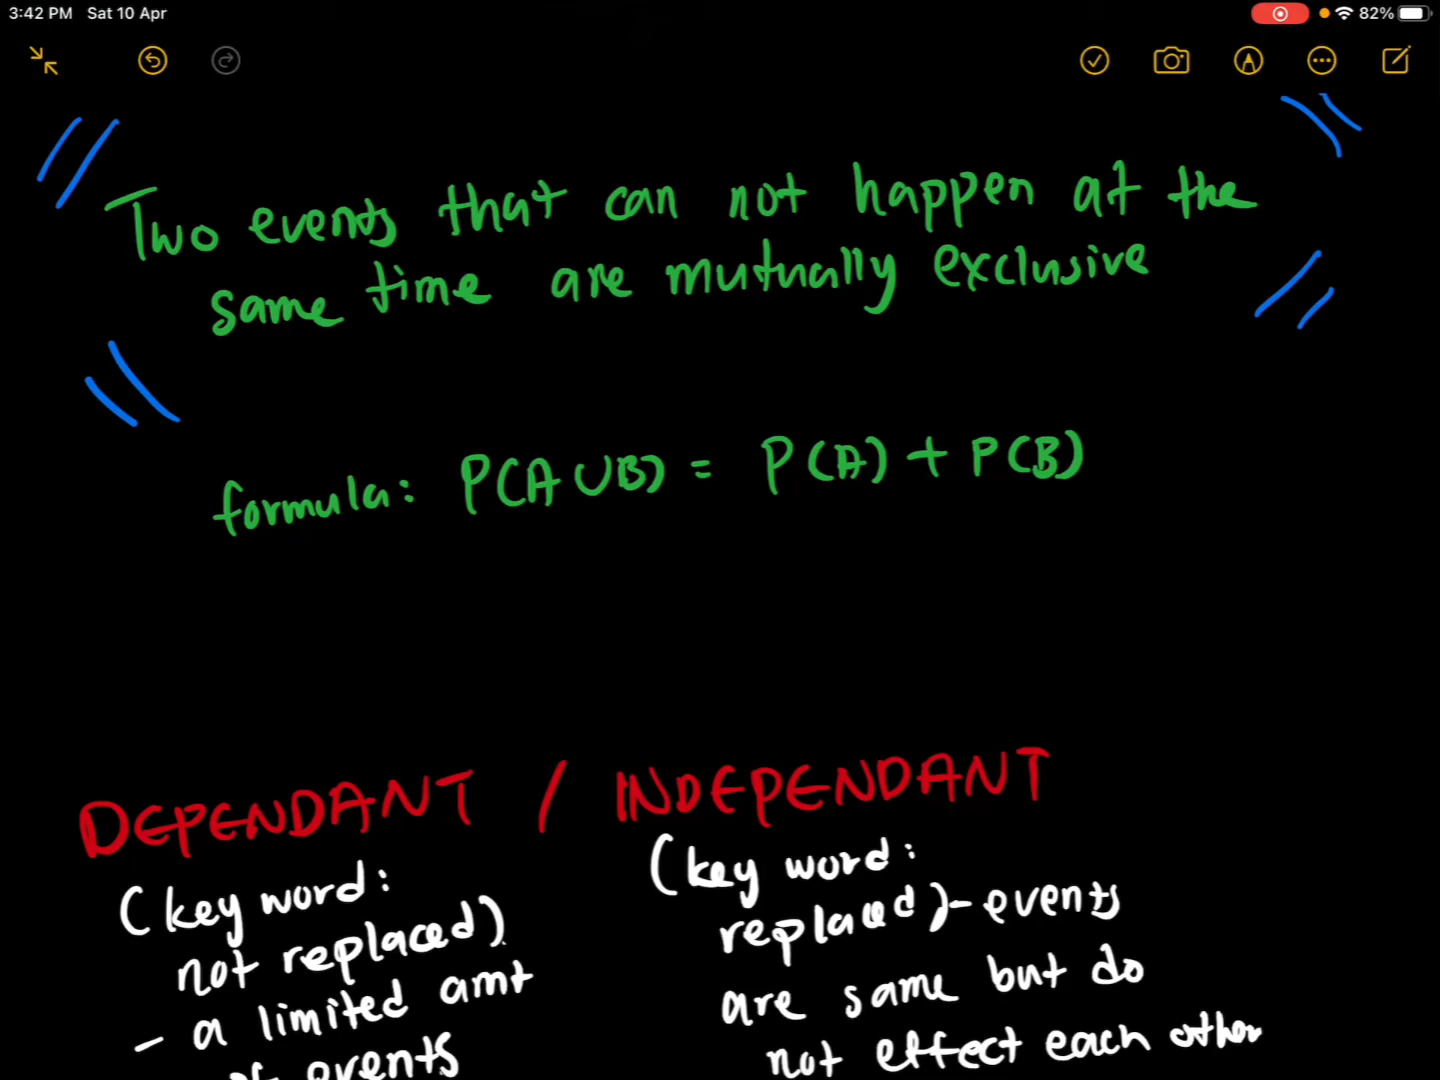 3:42 PM Sat 10 Apr
82%
Two events that can not happen at the
same time are mutually exclusive
formula: P(A ∪ B) = P(A) + P(B)
DEPENDANT / INDEPENDANT
(key word:
not replaced)
- a limited amt
of events
(key word:
replaced) - events
are same but do
not effect each other